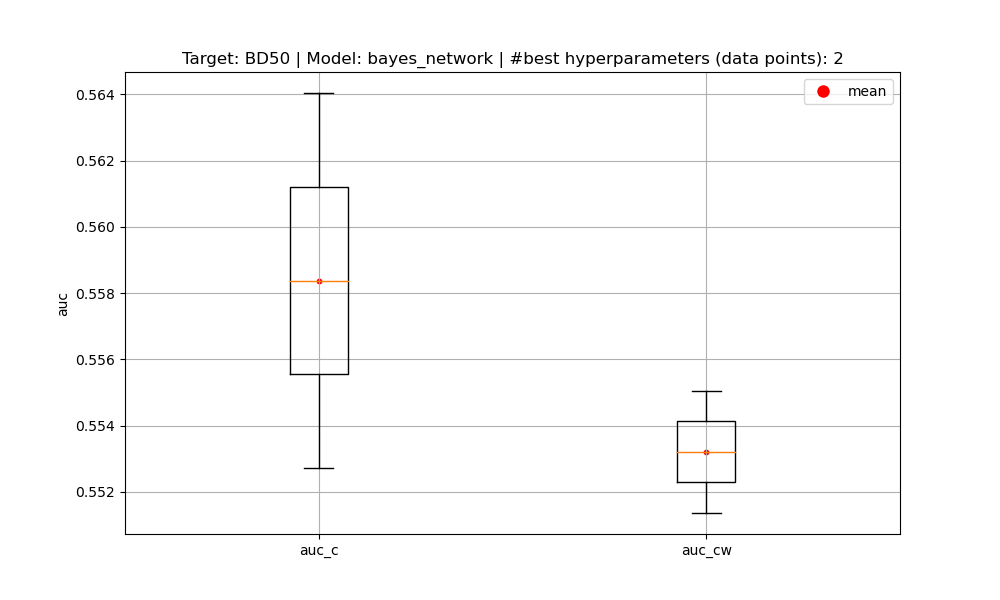 Target: BD50 | Model: bayes_network | #best hyperparameters (data points): 2
mean
0.564
0.562
0.560
0.558
0.556
0.554
0.552
auc
auc_c
auc_cw